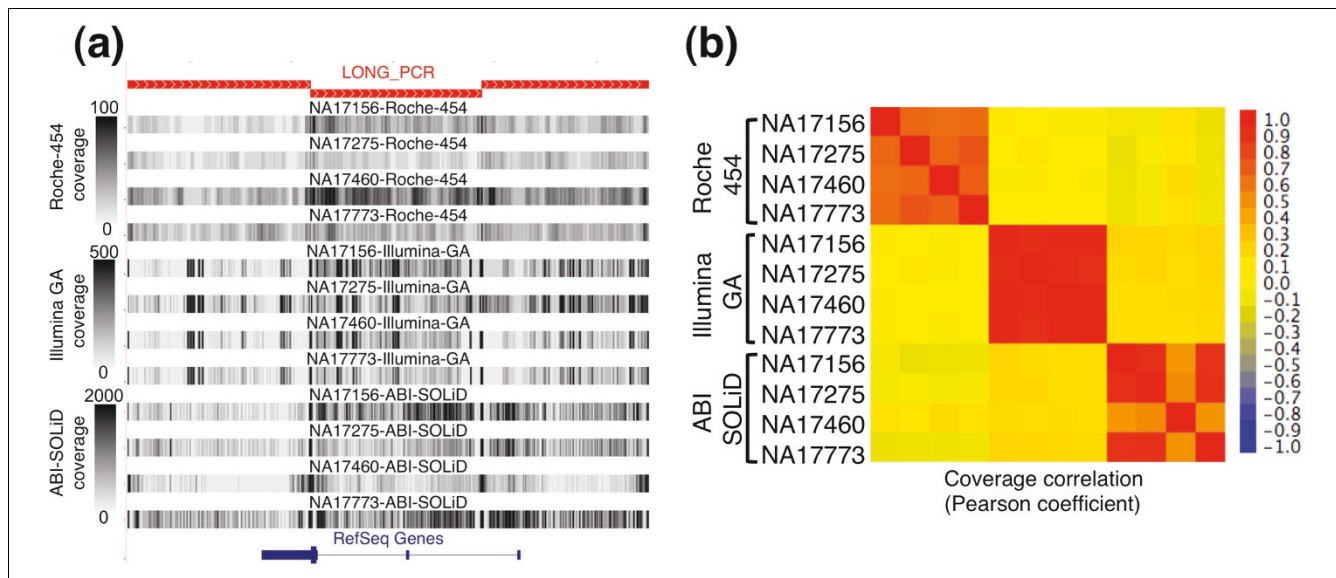 (a)
LONG_PCR
100
Roche-454
coverage
0
NA17156-Roche-454
NA17275-Roche-454
NA17460-Roche-454
NA17773-Roche-454
500
Illumina GA
coverage
0
NA17156-Illumina-GA
NA17275-Illumina-GA
NA17460-Illumina-GA
NA17773-Illumina-GA
2000
ABI-SOLiD
coverage
0
NA17156-ABI-SOLiD
NA17275-ABI-SOLiD
NA17460-ABI-SOLiD
NA17773-ABI-SOLiD
RefSeq Genes
(b)
Roche
454
NA17156
NA17275
NA17460
NA17773
Illumina
GA
NA17156
NA17275
NA17460
NA17773
ABI
SOLiD
NA17156
NA17275
NA17460
NA17773
1.0
0.9
0.8
0.7
0.6
0.5
0.4
0.3
0.2
0.1
0.0
-0.1
-0.2
-0.3
-0.4
-0.5
-0.6
-0.7
-0.8
-0.9
-1.0
Coverage correlation
(Pearson coefficient)